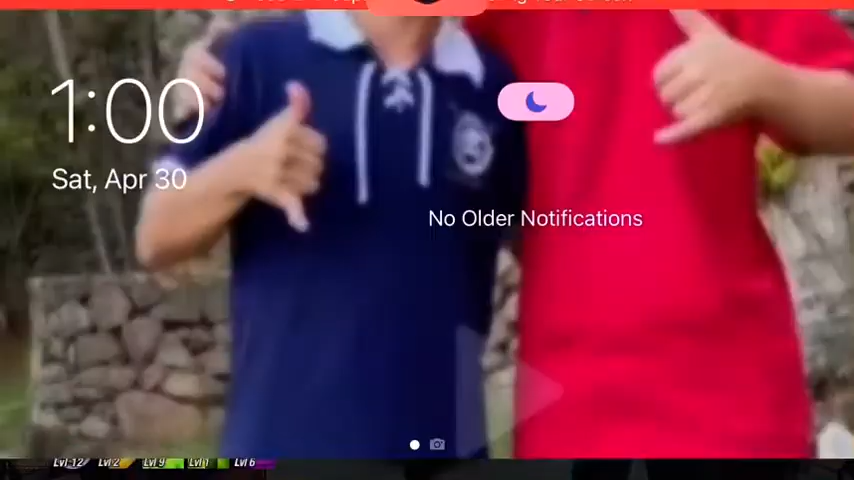 1:00
Sat, Apr 30
No Older Notifications
Lvl 12 Lvl 2 Lvl 9 Lvl 1 Lvl 6